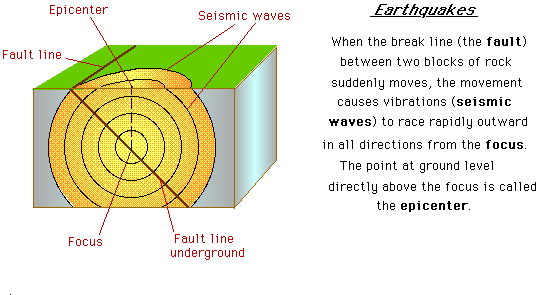 Epicenter
Seismic waves
Fault line
Focus
Fault line
underground
Earthquakes
When the break line (the fault)
between two blocks of rock
suddenly moves, the movement
causes vibrations (seismic
waves) to race rapidly outward
in all directions from the focus.
The point at ground level
directly above the focus is called
the epicenter.